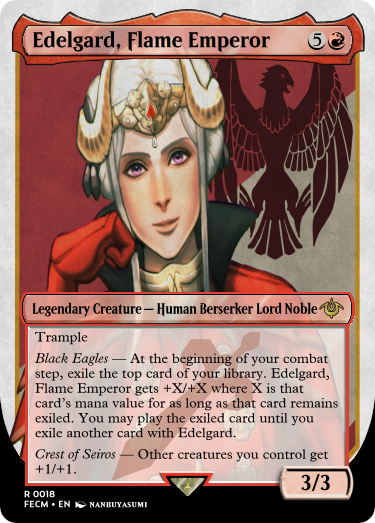 Edelgard, Flame Emperor 5
Legendary Creature — Human Berserker Lord Noble
Trample
Black Eagles — At the beginning of your combat
step, exile the top card of your library. Edelgard,
Flame Emperor gets +X/+X where X is that
card's mana value for as long as that card remains
exiled. You may play the exiled card until you
exile another card with Edelgard.
Crest of Seiros — Other creatures you control get
+1/+1.
3/3
R 0018
FECM • EN NANBUYASUMI